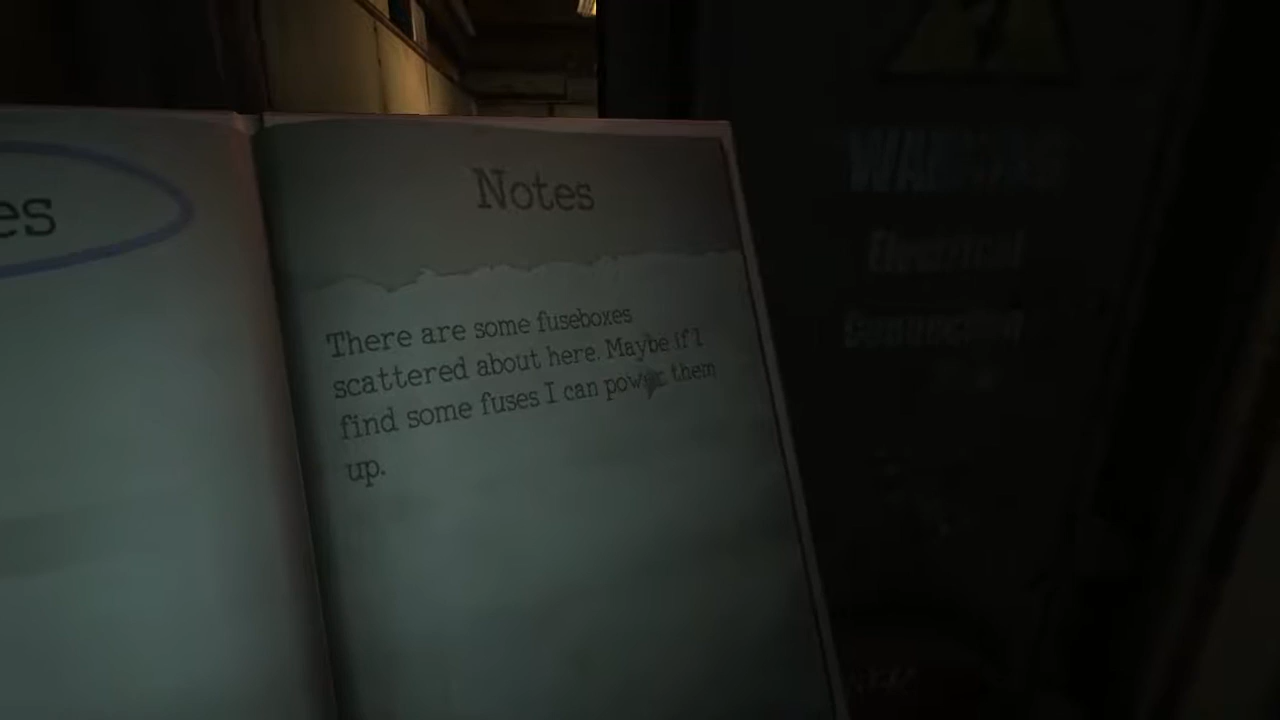 es
Notes
There are some fuseboxes
scattered about here. Maybe if I
find some fuses I can power them
up.
WARNING
Electrical